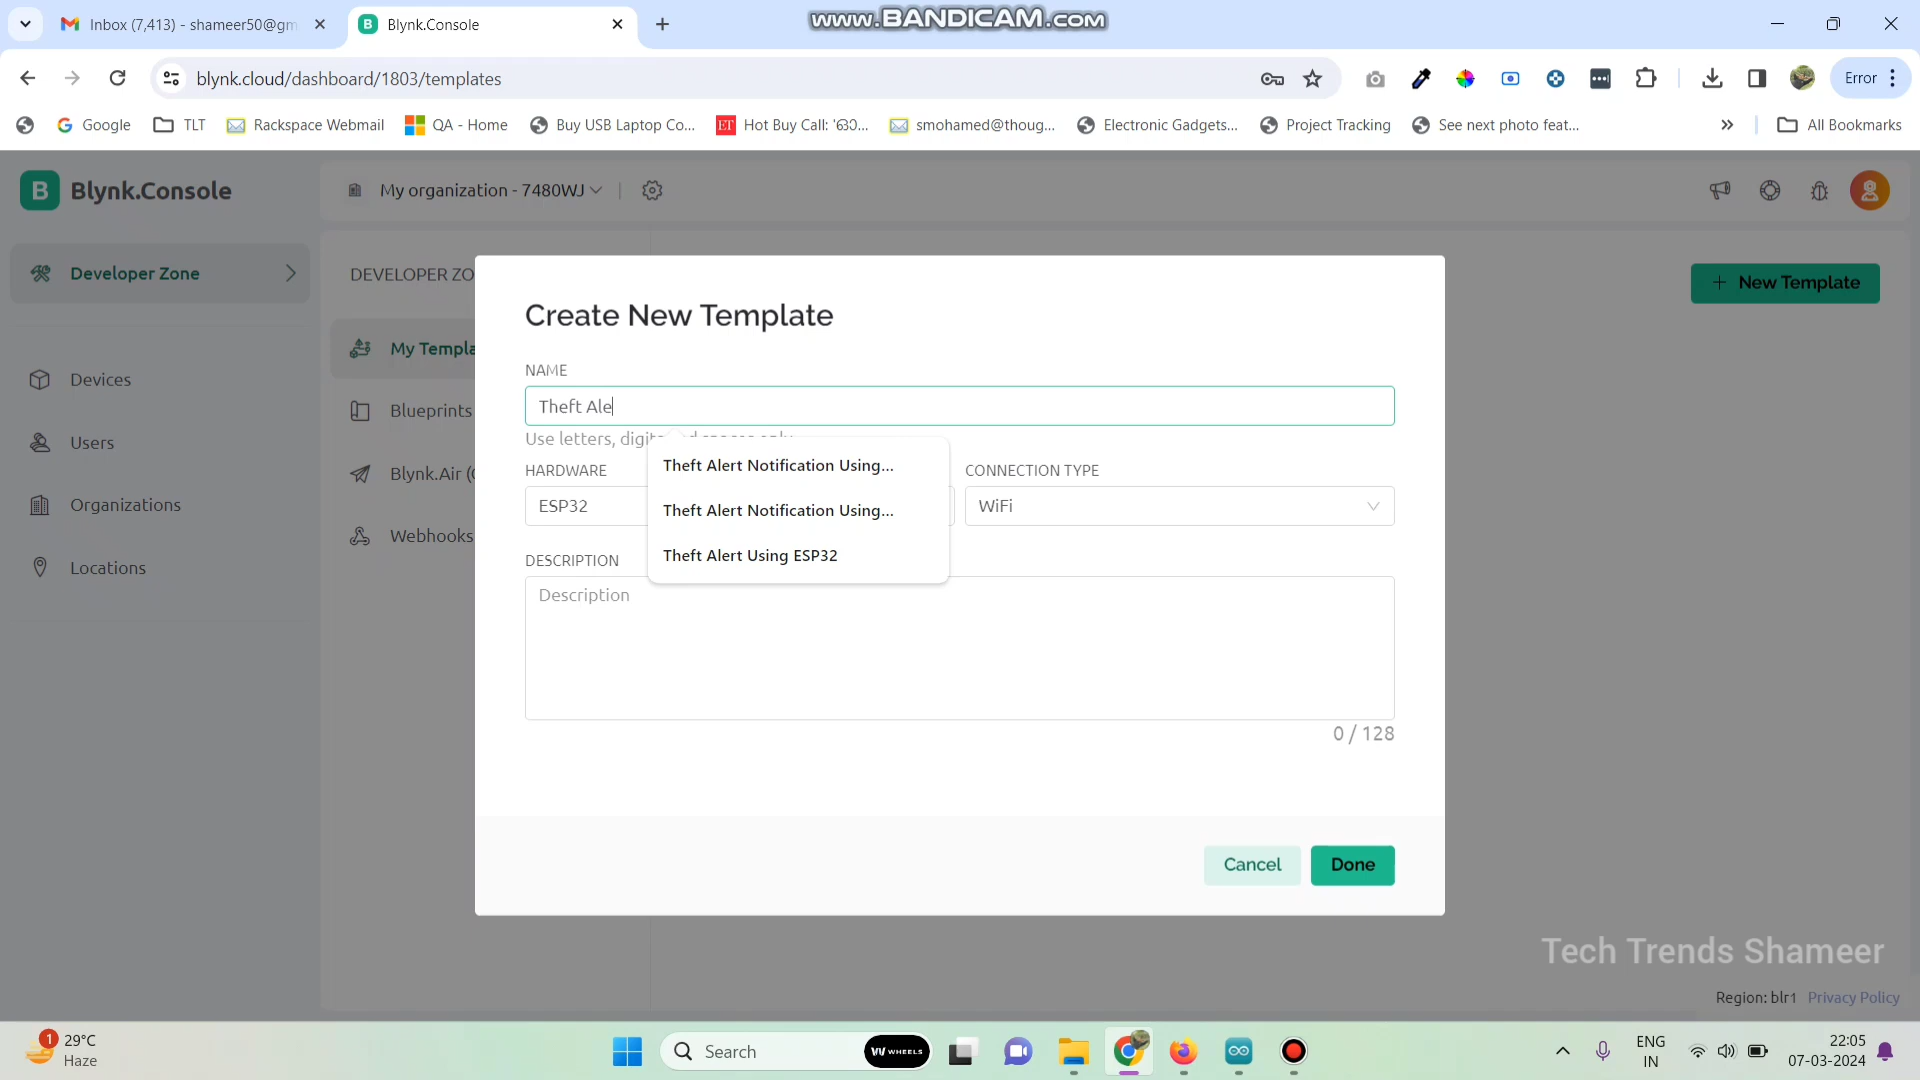 Inbox (7,413) - shameer50@gm
Blynk.Console
www.BANDICAM.com
blynk.cloud/dashboard/1803/templates
Error
Google
TLT
Rackspace Webmail
QA - Home
Buy USB Laptop Co...
ET
Hot Buy Call: 'ഒാ...
smohamed@thoug...
Electronic Gadgets...
Project Tracking
See next photo feat...
All Bookmarks
B Blynk.Console
My organization - 7480WJ
Developer Zone
DEVELOPER ZO
New Template
My Templa
Devices
Blueprints
Users
Blynk.Air (
Organizations
Webhooks
Locations
Create New Template
NAME
Theft Ale
Use letters, digits
Theft Alert Notification Using...
Theft Alert Notification Using...
Theft Alert Using ESP32
HARDWARE
CONNECTION TYPE
ESP32
WiFi
DESCRIPTION
Description
0 / 128
Cancel
Done
Tech Trends Shameer
Region: blr1 Privacy Policy
1
29°C
Haze
Search
WHEELS
ENG
IN
22:05
07-03-2024